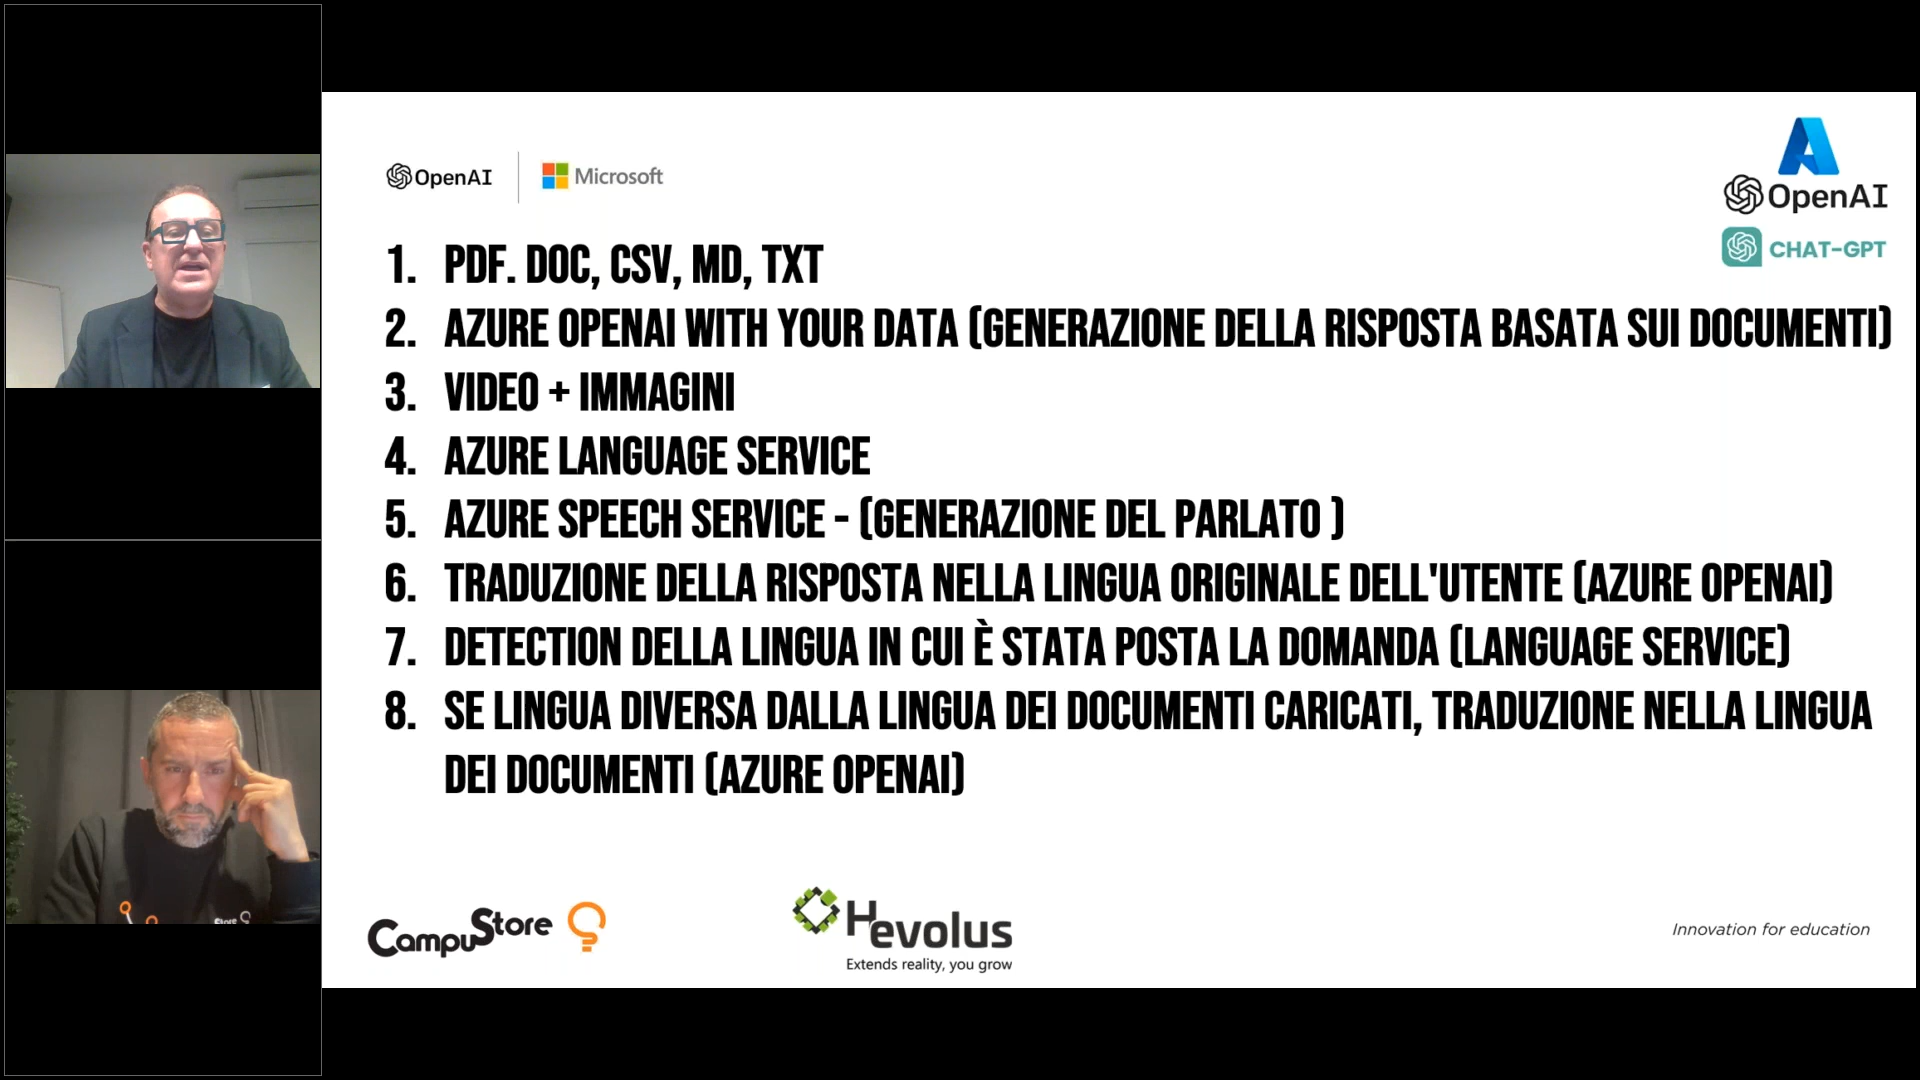 OpenAI
Microsoft
OpenAI
CHAT-GPT
1. PDF. DOC, CSV, MD, TXT
2. AZURE OPENAI WITH YOUR DATA (GENERAZIONE DELLA RISPOSTA BASATA SUI DOCUMENTI)
3. VIDEO + IMMAGINI
4. AZURE LANGUAGE SERVICE
5. AZURE SPEECH SERVICE - (GENERAZIONE DEL PARLATO )
6. TRADUZIONE DELLA RISPOSTA NELLA LINGUA ORIGINALE DELL'UTENTE (AZURE OPENAI)
7. DETECTION DELLA LINGUA IN CUI È STATA POSTA LA DOMANDA (LANGUAGE SERVICE)
8. SE LINGUA DIVERSA DALLA LINGUA DEI DOCUMENTI CARICATI, TRADUZIONE NELLA LINGUA
DEI DOCUMENTI (AZURE OPENAI)
CampuStore
Hevolus
Extends reality, you grow
Innovation for education